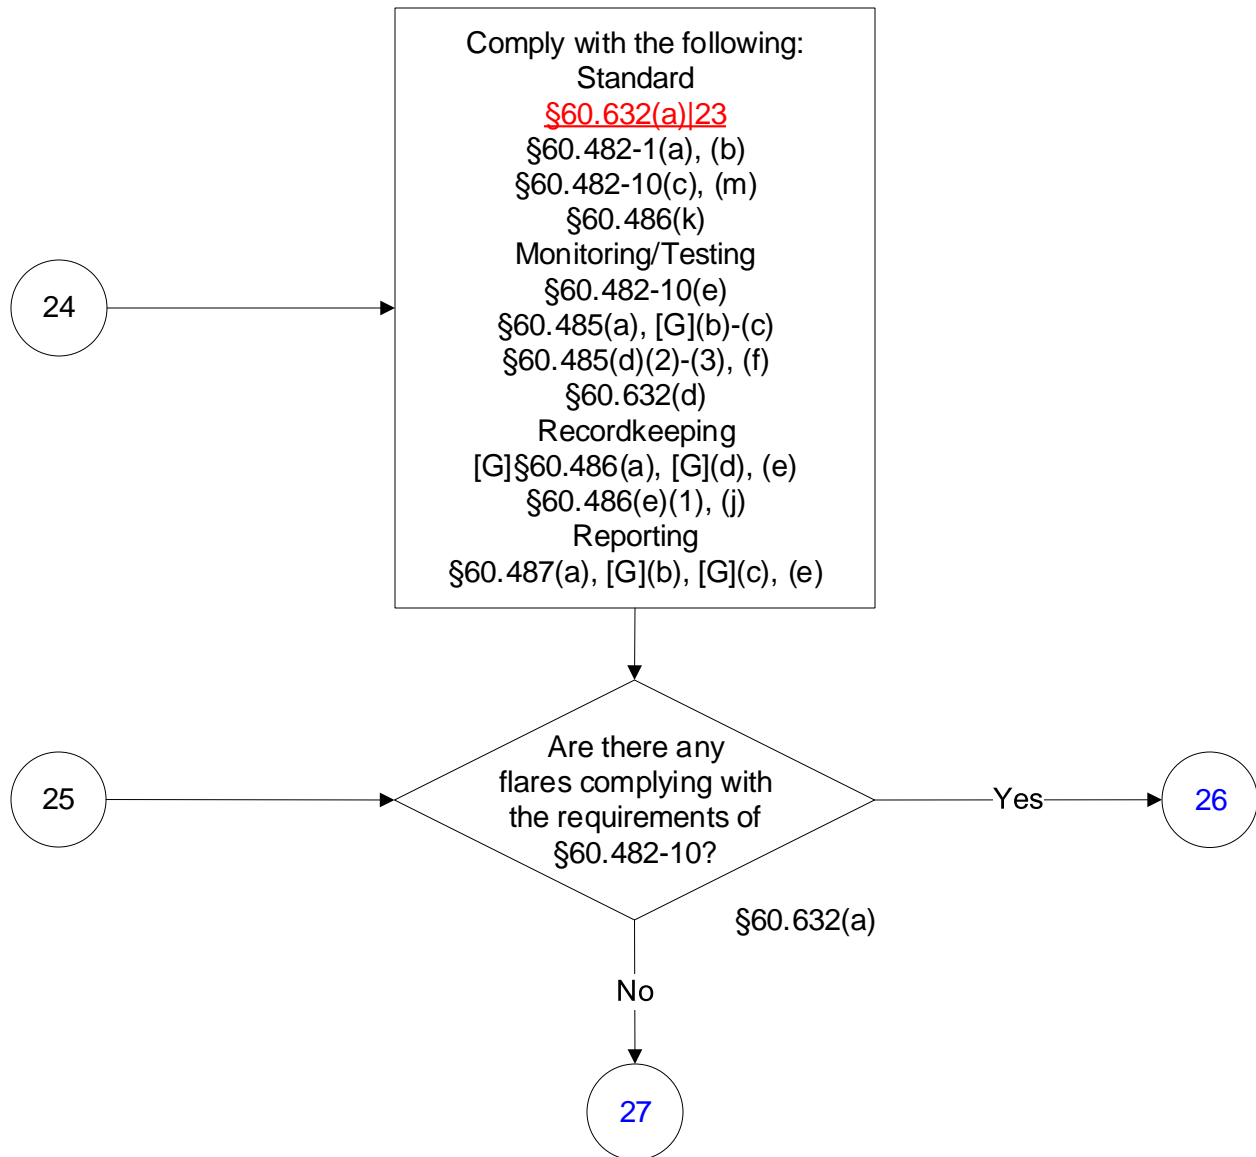 Comply with the following:
Standard
§60.632(a)|23
§60.482-1(a), (b)
§60.482-10(c), (m)
§60.486(k)
Monitoring/Testing
§60.482-10(e)
§60.485(a), [G](b)-(c)
§60.485(d)(2)-(3), (f)
§60.632(d)
Recordkeeping
[G]§60.486(a), [G](d), (e)
§60.486(e)(1), (j)
Reporting
§60.487(a), [G](b), [G](c), (e)
24
Are there any
flares complying with
the requirements of
§60.482-10?
25
Yes
26
§60.632(a)
No
27